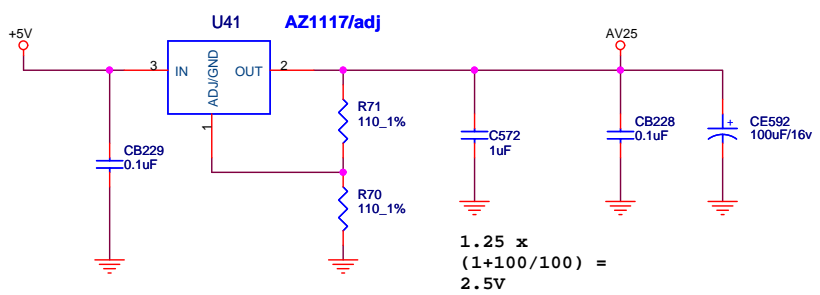 U41 AZ1117/adj
+5V
AV25
3 IN OUT 2
ADJ/GND
1
R71
110_1%
CB229
0.1uF
C572
1uF
CB228
0.1uF
+
CE592
100uF/16v
R70
110_1%
1.25 x
(1+100/100) =
2.5V